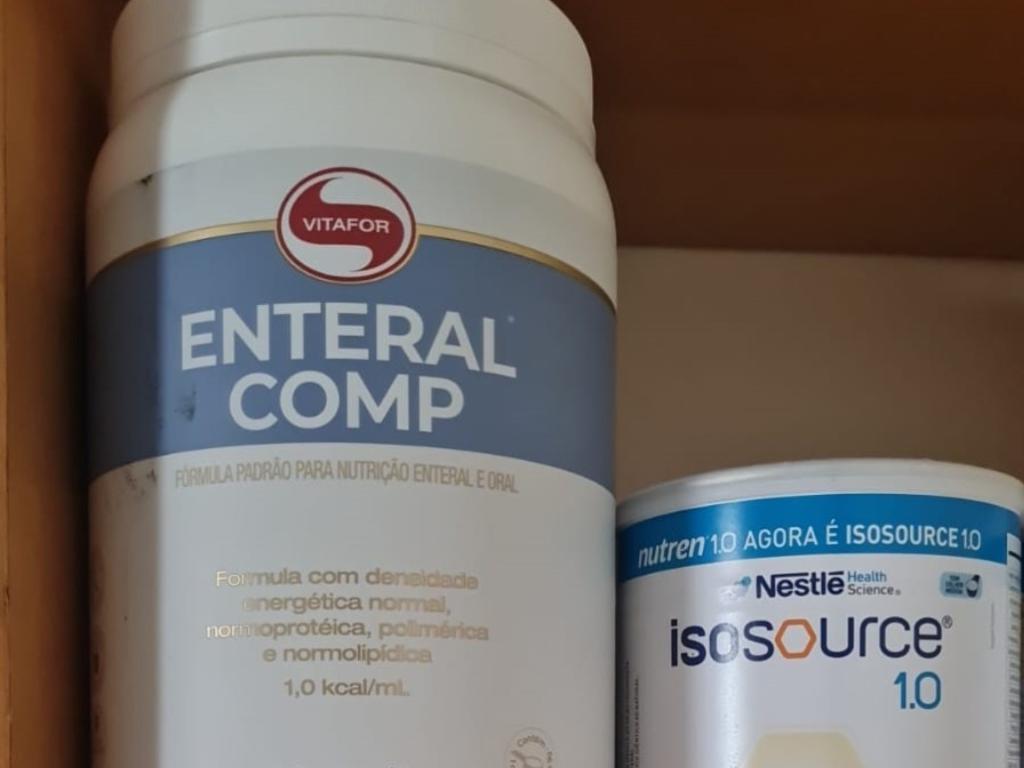 VITAFOR
ENTERAL
COMP
FÓRMULA PADRÃO PARA NUTRIÇÃO ENTERAL E ORAL
Formula com densidade
energética normal,
normoprotéica, polimérica
e normolipídica
1,0 kcal/mL.
nutren 1.0 AGORA É ISOSOURCE 1.0
Nestlé Health
Science®
isosource®
1.0